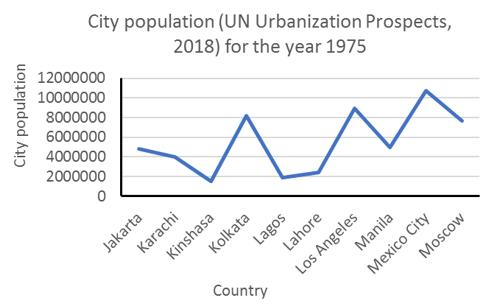 City population (UN Urbanization Prospects,
2018) for the year 1975
City population
12000000
10000000
8000000
6000000
4000000
2000000
0
Jakarta
Karachi
Kinshasa
Kolkata
Lagos
Lahore
Los Angeles
Manila
Mexico City
Moscow
Country